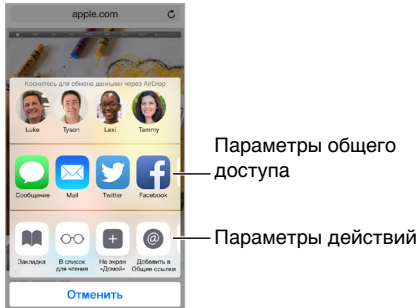 apple.com
Коснитесь для обмена данными через AirDrop
Luke Tyson Lexi Tammy
Параметры общего
доступа
Сообщение Mail Twitter Facebook
Параметры действий
Закладка В список На экран Добавить в
для чтения «Домой» Общие ссылки
Отменить